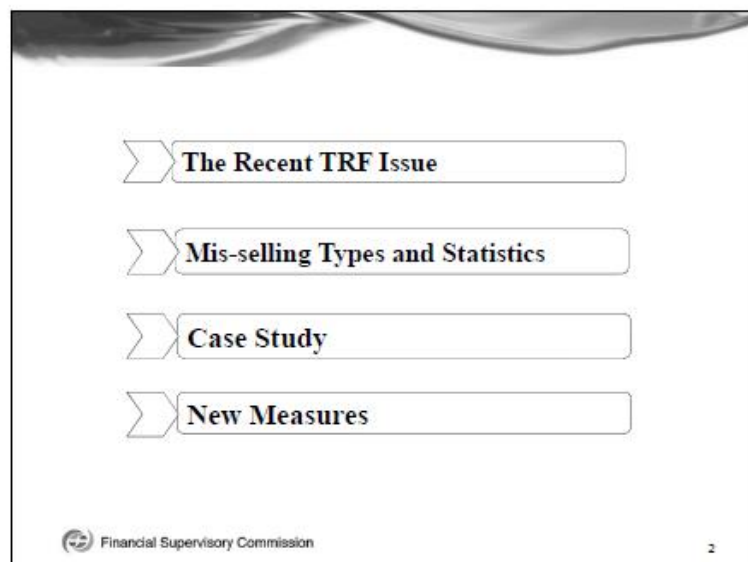 The Recent TRF Issue
Mis-selling Types and Statistics
Case Study
New Measures
Financial Supervisory Commission
2